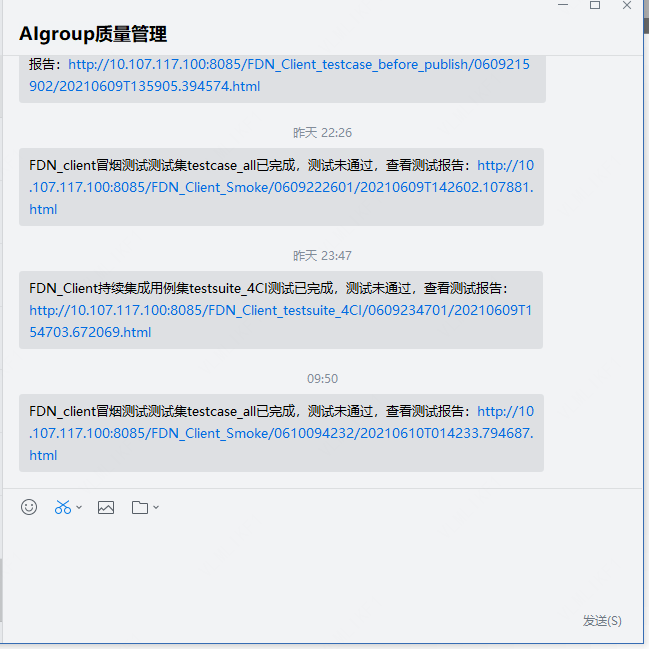 AIgroup质量管理
报告：http://10.107.117.100:8085/FDN_Client_testcase_before_publish/0609215
902/20210609T135905.394574.html
昨天 22:26
FDN_client冒烟测试测试集testcase_all已完成，测试未通过，查看测试报告：http://10
.107.117.100:8085/FDN_Client_Smoke/0609222601/20210609T142602.107881.
html
昨天 23:47
FDN_Client持续集成用例集testsuite_4CI测试已完成，测试未通过，查看测试报告：
http://10.107.117.100:8085/FDN_Client_testsuite_4CI/0609234701/20210609T1
54703.672069.html
09:50
FDN_client冒烟测试测试集testcase_all已完成，测试未通过，查看测试报告：http://10
.107.117.100:8085/FDN_Client_Smoke/0610094232/20210610T014233.794687.
html
发送(S)